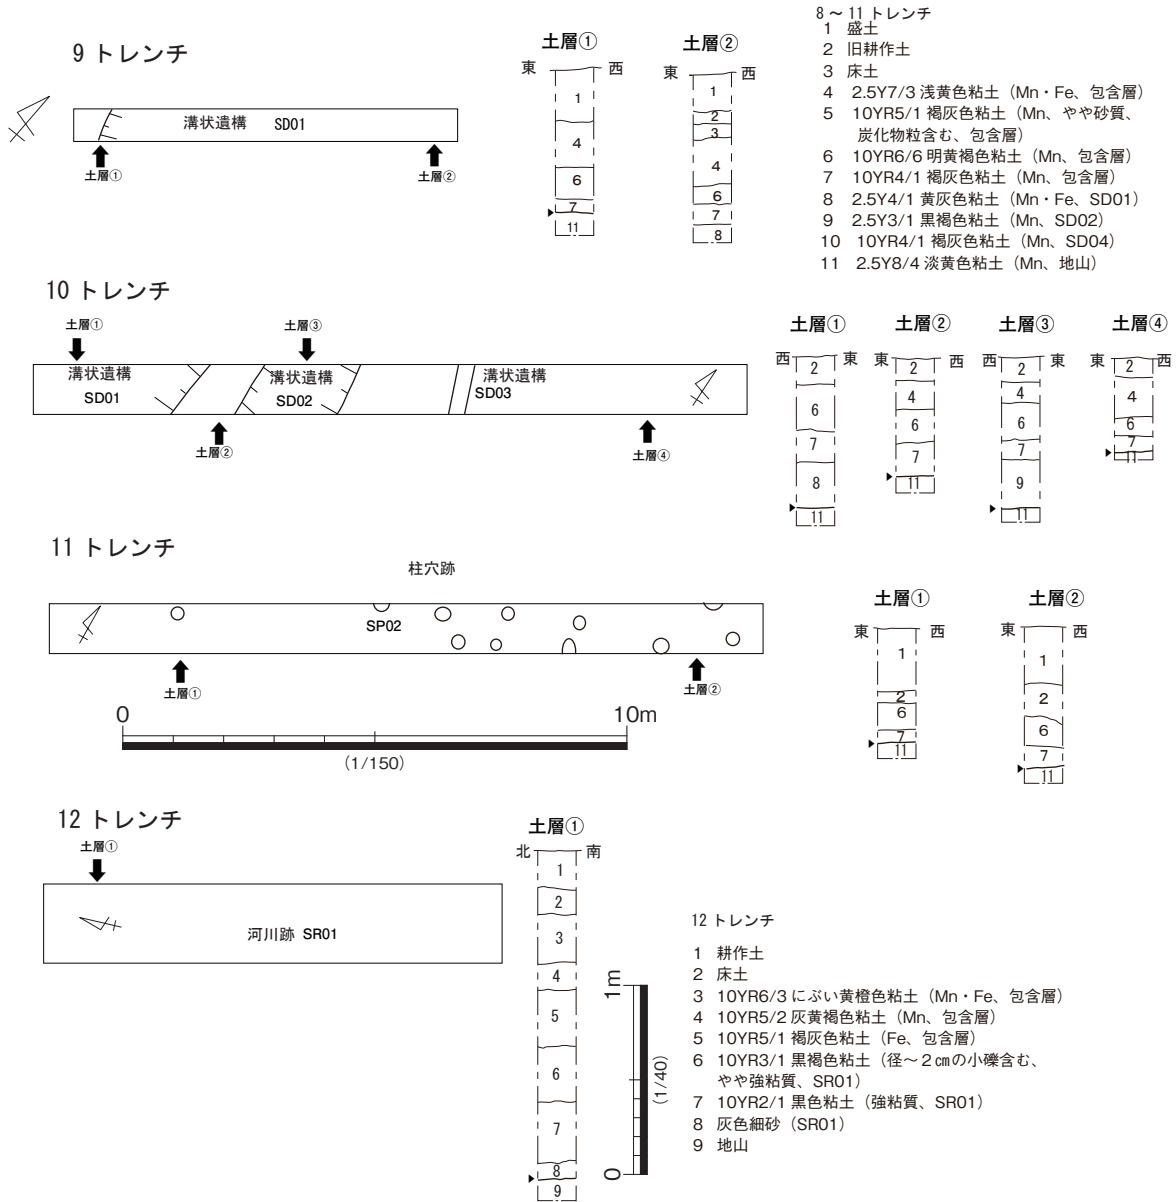 9 トレンチ
溝状遺構 SD01
土層①
土層②
土層①
東 西
1
4
6
7
11
土層②
東 西
1
2
3
4
6
7
8
8～11 トレンチ
1 盛土
2 旧耕作土
3 床土
4 2.5Y7/3 浅黄色粘土（Mn・Fe、包含層）
5 10YR5/1 褐灰色粘土（Mn、やや砂質、
炭化物粒含む、包含層）
6 10YR6/6 明黄褐色粘土（Mn、包含層）
7 10YR4/1 褐灰色粘土（Mn、包含層）
8 2.5Y4/1 黄灰色粘土（Mn・Fe、SD01）
9 2.5Y3/1 黒褐色粘土（Mn、SD02）
10 10YR4/1 褐灰色粘土（Mn、SD04）
11 2.5Y8/4 淡黄色粘土（Mn、地山）
10 トレンチ
土層①
土層③
溝状遺構
SD01
溝状遺構
SD02
溝状遺構
SD03
土層②
土層④
土層①
西 東
2
6
7
8
11
土層②
東 西
2
4
6
7
11
土層③
西 東
2
4
6
7
9
11
土層④
東 西
2
4
6
7
11
11 トレンチ
柱穴跡
SP02
土層①
土層②
0 10m
(1/150)
土層①
東 西
1
2
6
7
11
土層②
東 西
1
2
6
7
11
12 トレンチ
土層①
河川跡 SR01
土層①
北 南
1
2
3
4
5
6
7
8
9
1m
(1/40)
0
12 トレンチ
1 耕作土
2 床土
3 10YR6/3 にぶい黄橙色粘土（Mn・Fe、包含層）
4 10YR5/2 灰黄褐色粘土（Mn、包含層）
5 10YR5/1 褐灰色粘土（Fe、包含層）
6 10YR3/1 黒褐色粘土（径～2㎝の小礫含む、
やや強粘質、SR01）
7 10YR2/1 黒色粘土（強粘質、SR01）
8 灰色細砂（SR01）
9 地山